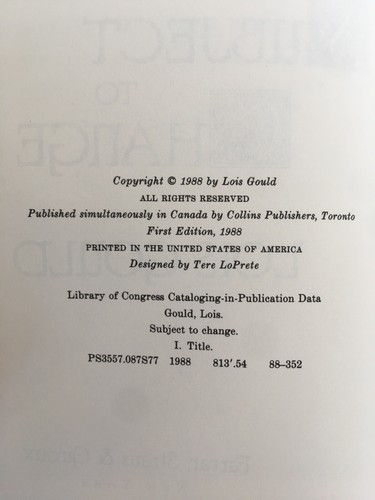 Copyright © 1988 by Lois Gould
ALL RIGHTS RESERVED
Published simultaneously in Canada by Collins Publishers, Toronto
First Edition, 1988
PRINTED IN THE UNITED STATES OF AMERICA
Designed by Tere LoPrete
Library of Congress Cataloging-in-Publication Data
Gould, Lois.
Subject to change.
I. Title.
PS3557.087S77 1988 813'.54 88–352